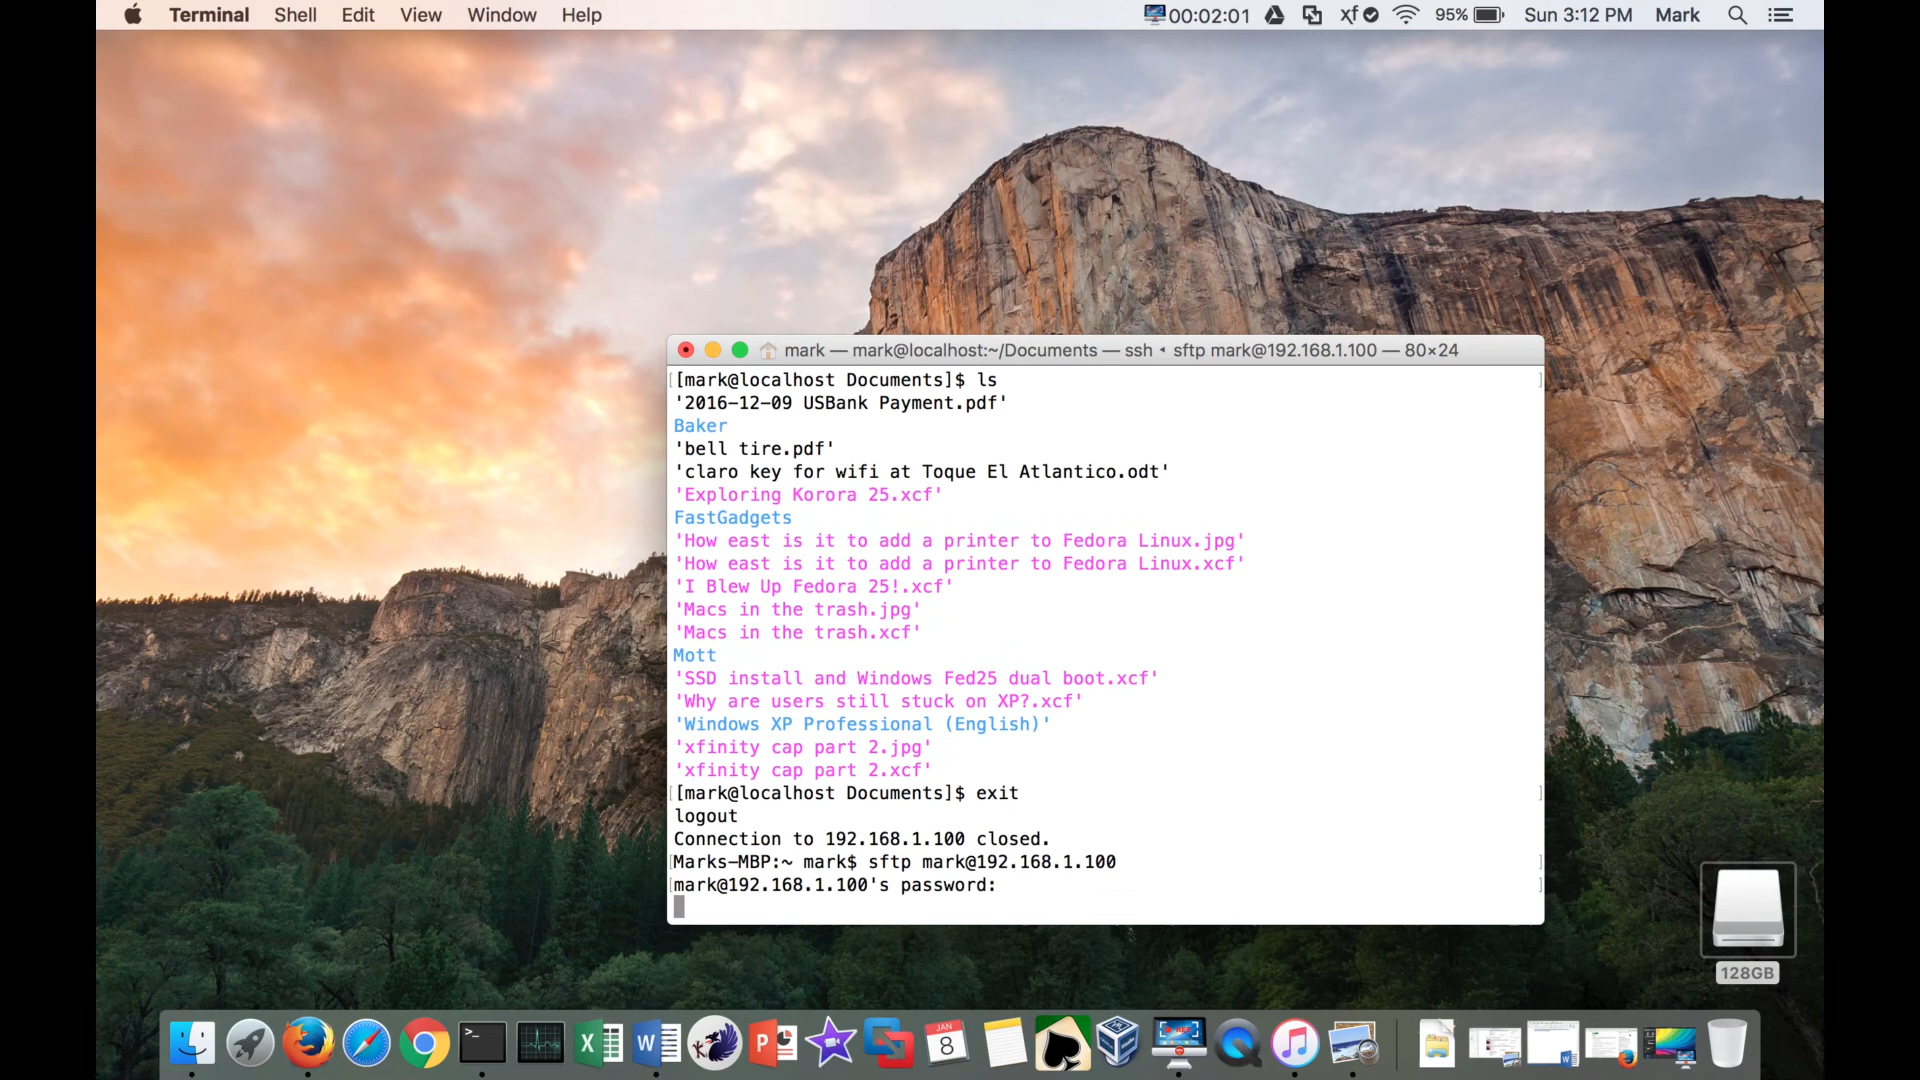 Terminal Shell Edit View Window Help 00:02:01 xf 95% Sun 3:12 PM Mark
mark — mark@localhost:~/Documents — ssh ◂ sftp mark@192.168.1.100 — 80×24
[mark@localhost Documents]$ ls
'2016-12-09 USBank Payment.pdf'
Baker
'bell tire.pdf'
'claro key for wifi at Toque El Atlantico.odt'
'Exploring Korora 25.xcf'
FastGadgets
'How east is it to add a printer to Fedora Linux.jpg'
'How east is it to add a printer to Fedora Linux.xcf'
'I Blew Up Fedora 25!.xcf'
'Macs in the trash.jpg'
'Macs in the trash.xcf'
Mott
'SSD install and Windows Fed25 dual boot.xcf'
'Why are users still stuck on XP?.xcf'
'Windows XP Professional (English)'
'xfinity cap part 2.jpg'
'xfinity cap part 2.xcf'
[mark@localhost Documents]$ exit
logout
Connection to 192.168.1.100 closed.
Marks-MBP:~ mark$ sftp mark@192.168.1.100
mark@192.168.1.100's password:
128GB
JAN
8